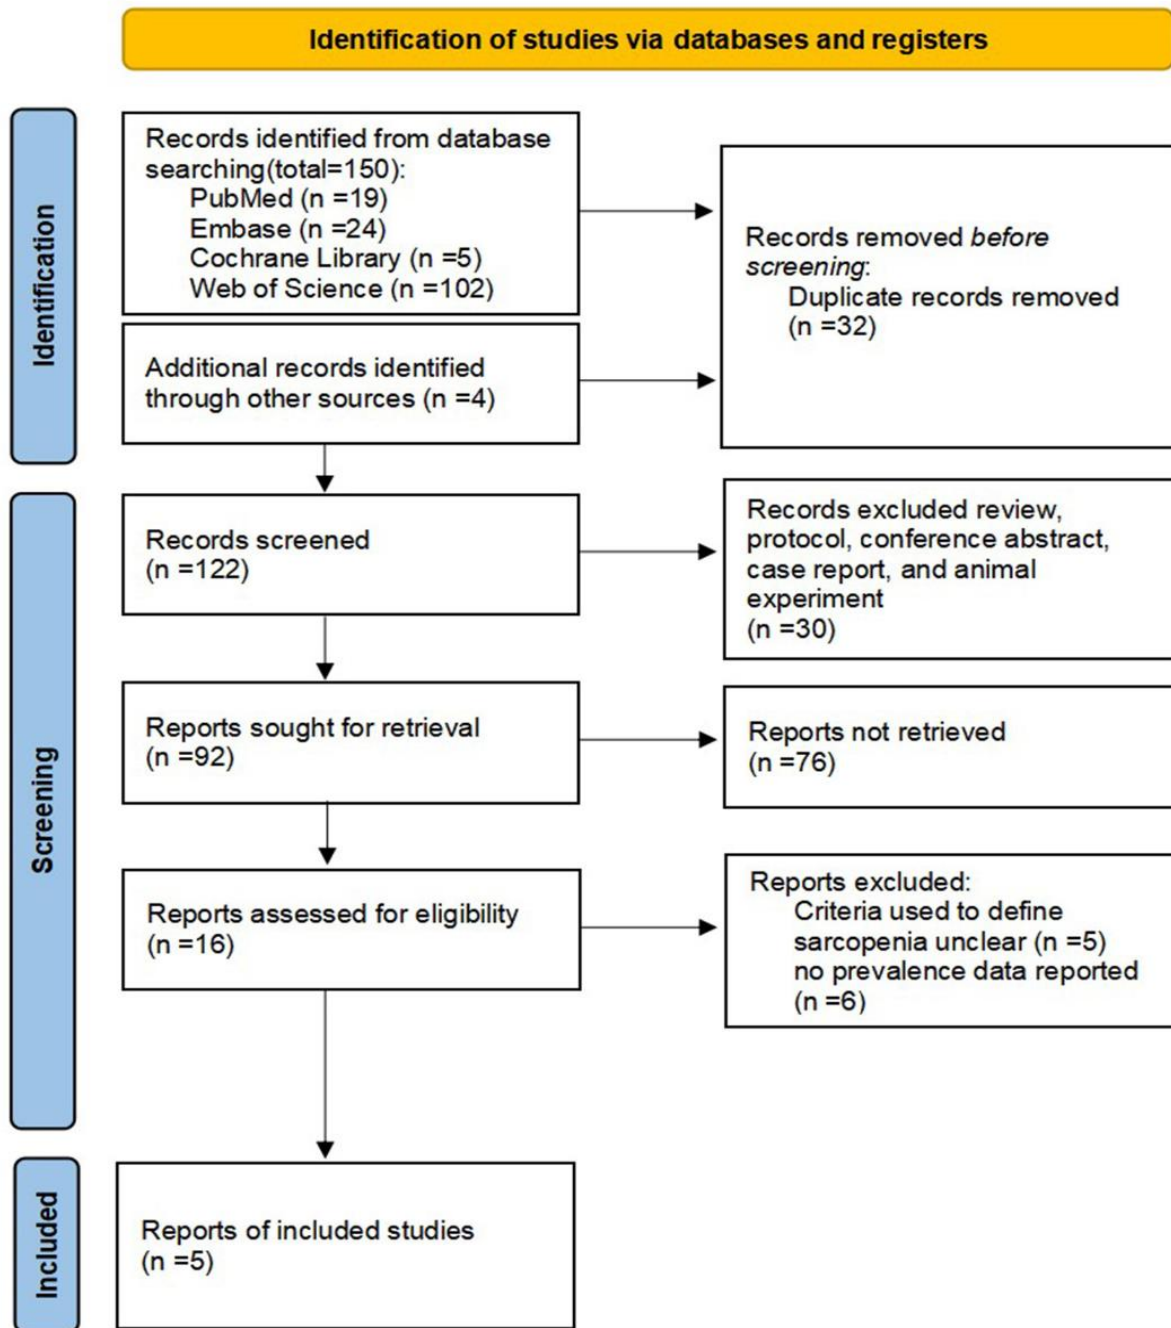 Identification of studies via databases and registers
Identification
Records identified from database
searching(total=150):
PubMed (n =19)
Embase (n =24)
Cochrane Library (n =5)
Web of Science (n =102)
Records removed before
screening:
Duplicate records removed
(n =32)
Additional records identified
through other sources (n =4)
Screening
Records screened
(n =122)
Records excluded review,
protocol, conference abstract,
case report, and animal
experiment
(n =30)
Reports sought for retrieval
(n =92)
Reports not retrieved
(n =76)
Reports assessed for eligibility
(n =16)
Reports excluded:
Criteria used to define
sarcopenia unclear (n =5)
no prevalence data reported
(n =6)
Included
Reports of included studies
(n =5)